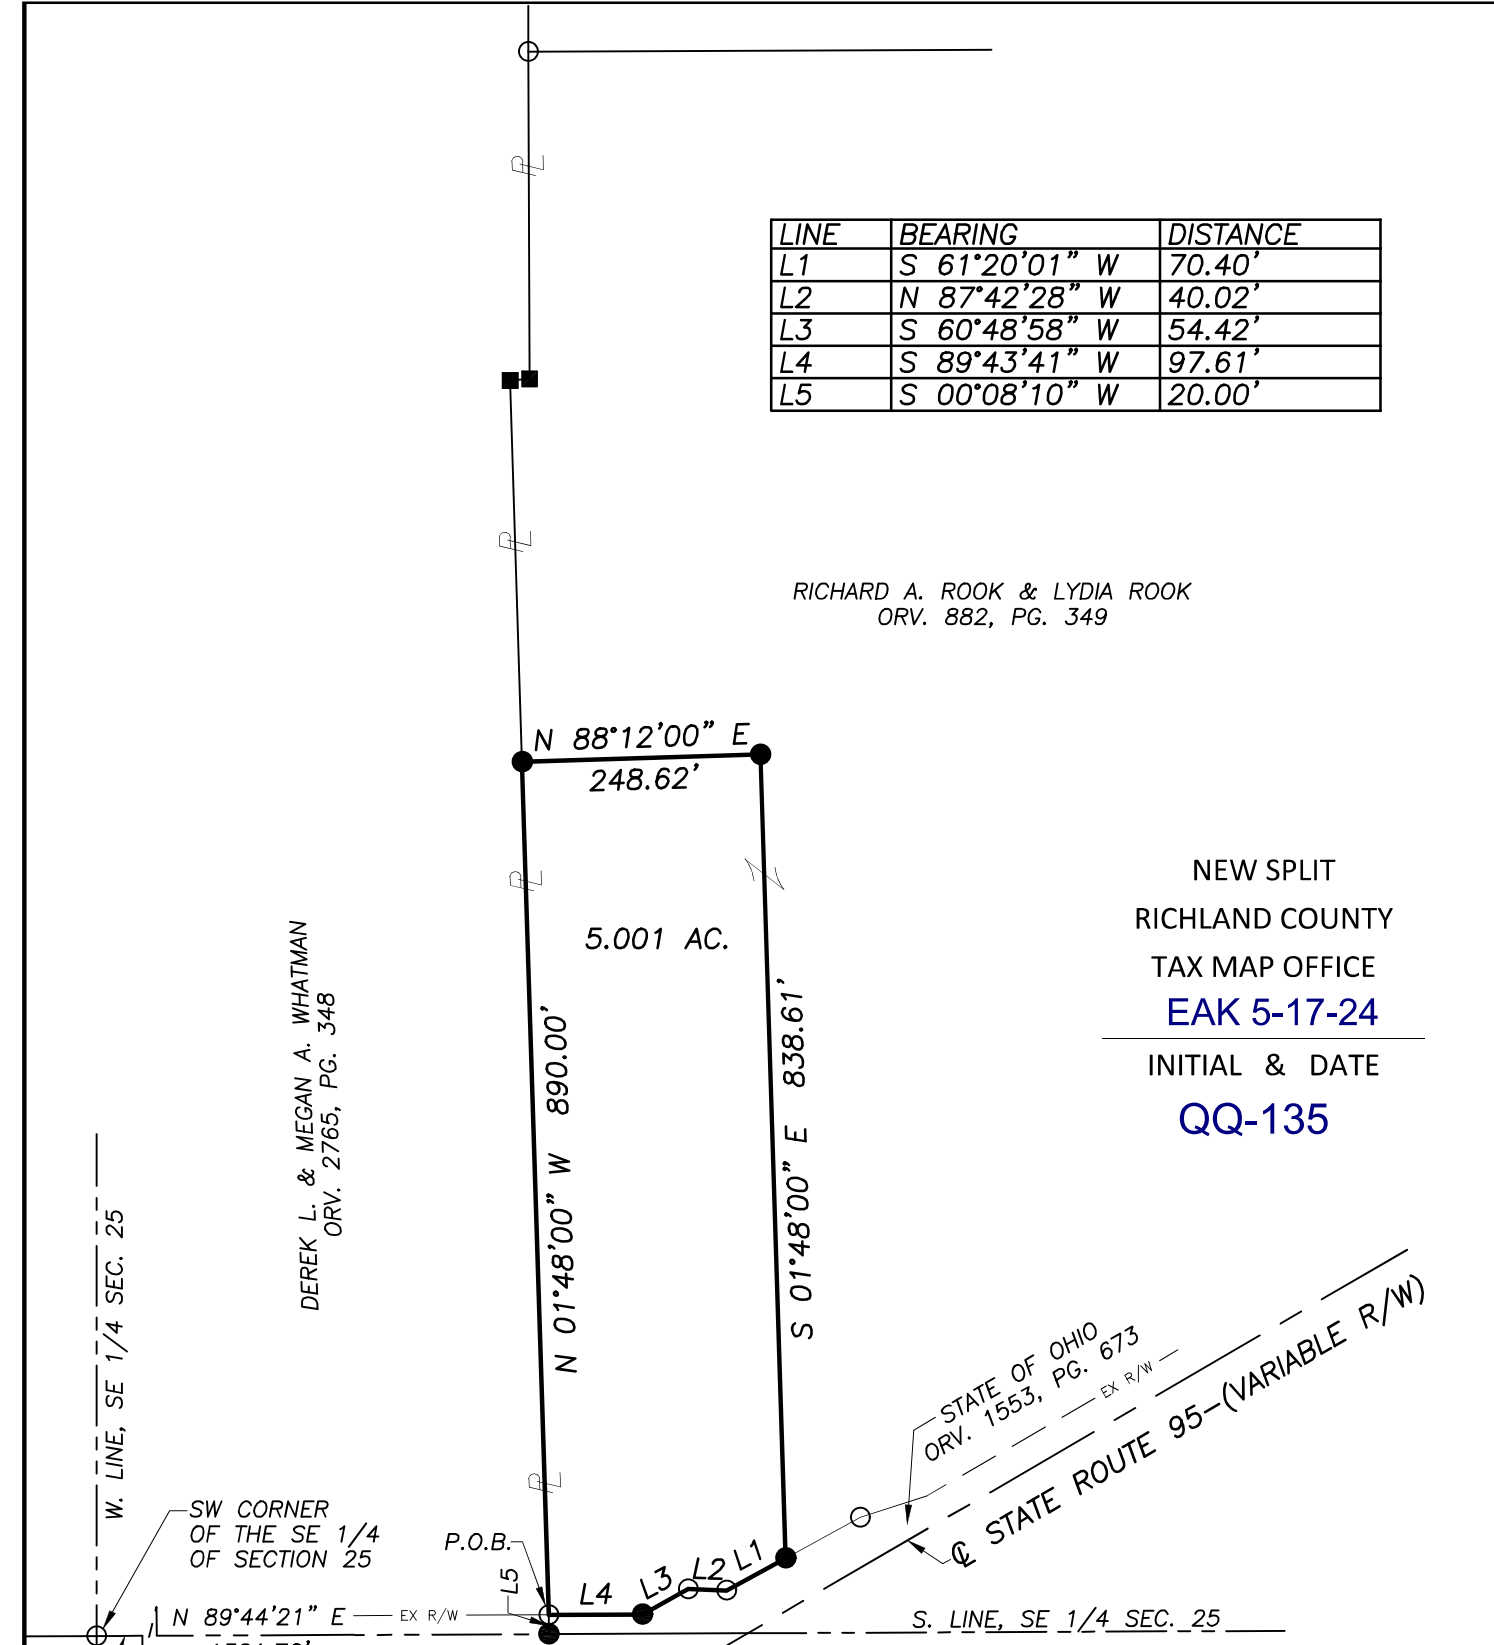 LINE BEARING DISTANCE
L1 S 61°20'01" W 70.40'
L2 N 87°42'28" W 40.02'
L3 S 60°48'58" W 54.42'
L4 S 89°43'41" W 97.61'
L5 S 00°08'10" W 20.00'
RICHARD A. ROOK & LYDIA ROOK
ORV. 882, PG. 349
N 88°12'00" E
248.62'
5.001 AC.
NEW SPLIT
RICHLAND COUNTY
TAX MAP OFFICE
EAK 5-17-24
INITIAL & DATE
QQ-135
DEREK L. & MEGAN A. WHATMAN
ORV. 2765, PG. 348
N 01°48'00" W 890.00'
S 01°48'00" E 838.61'
W. LINE, SE 1/4 SEC. 25
STATE OF OHIO
ORV. 1553, PG. 673
EX R/W
℄ STATE ROUTE 95-(VARIABLE R/W)
SW CORNER
OF THE SE 1/4
OF SECTION 25
P.O.B.
L5
L4
L3
L2
L1
N 89°44'21" E
EX R/W
S. LINE, SE 1/4 SEC. 25